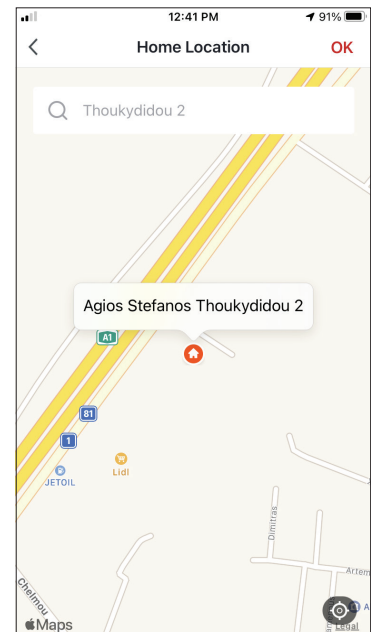 12:41 PM
91%
Home Location
OK
Thoukydidou 2
Agios Stefanos Thoukydidou 2
A1
81
1
Lidl
JETOIL
Dimitras
Artem
Chelmou
A
Maps
Legal